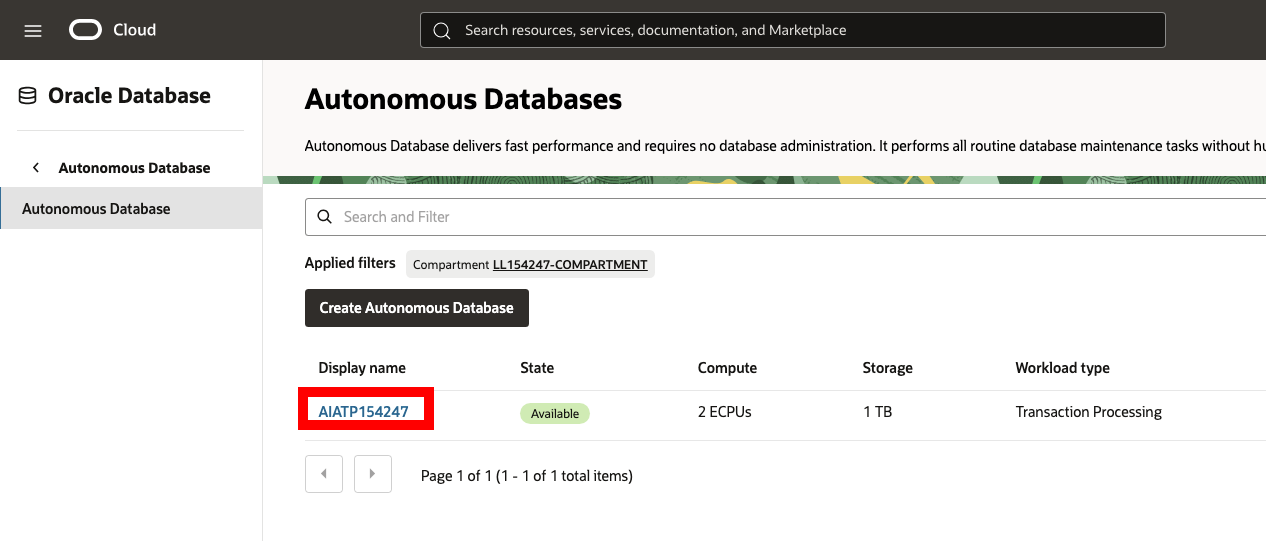 Cloud
Search resources, services, documentation, and Marketplace
Oracle Database
Autonomous Database
Autonomous Database
Autonomous Databases
Autonomous Database delivers fast performance and requires no database administration. It performs all routine database maintenance tasks without
Search and Filter
Applied filters Compartment LL154247-COMPARTMENT
Create Autonomous Database
Display name State Compute Storage Workload type
AIATP154247 Available 2 ECPUs 1 TB Transaction Processing
Page 1 of 1 (1 - 1 of 1 total items)